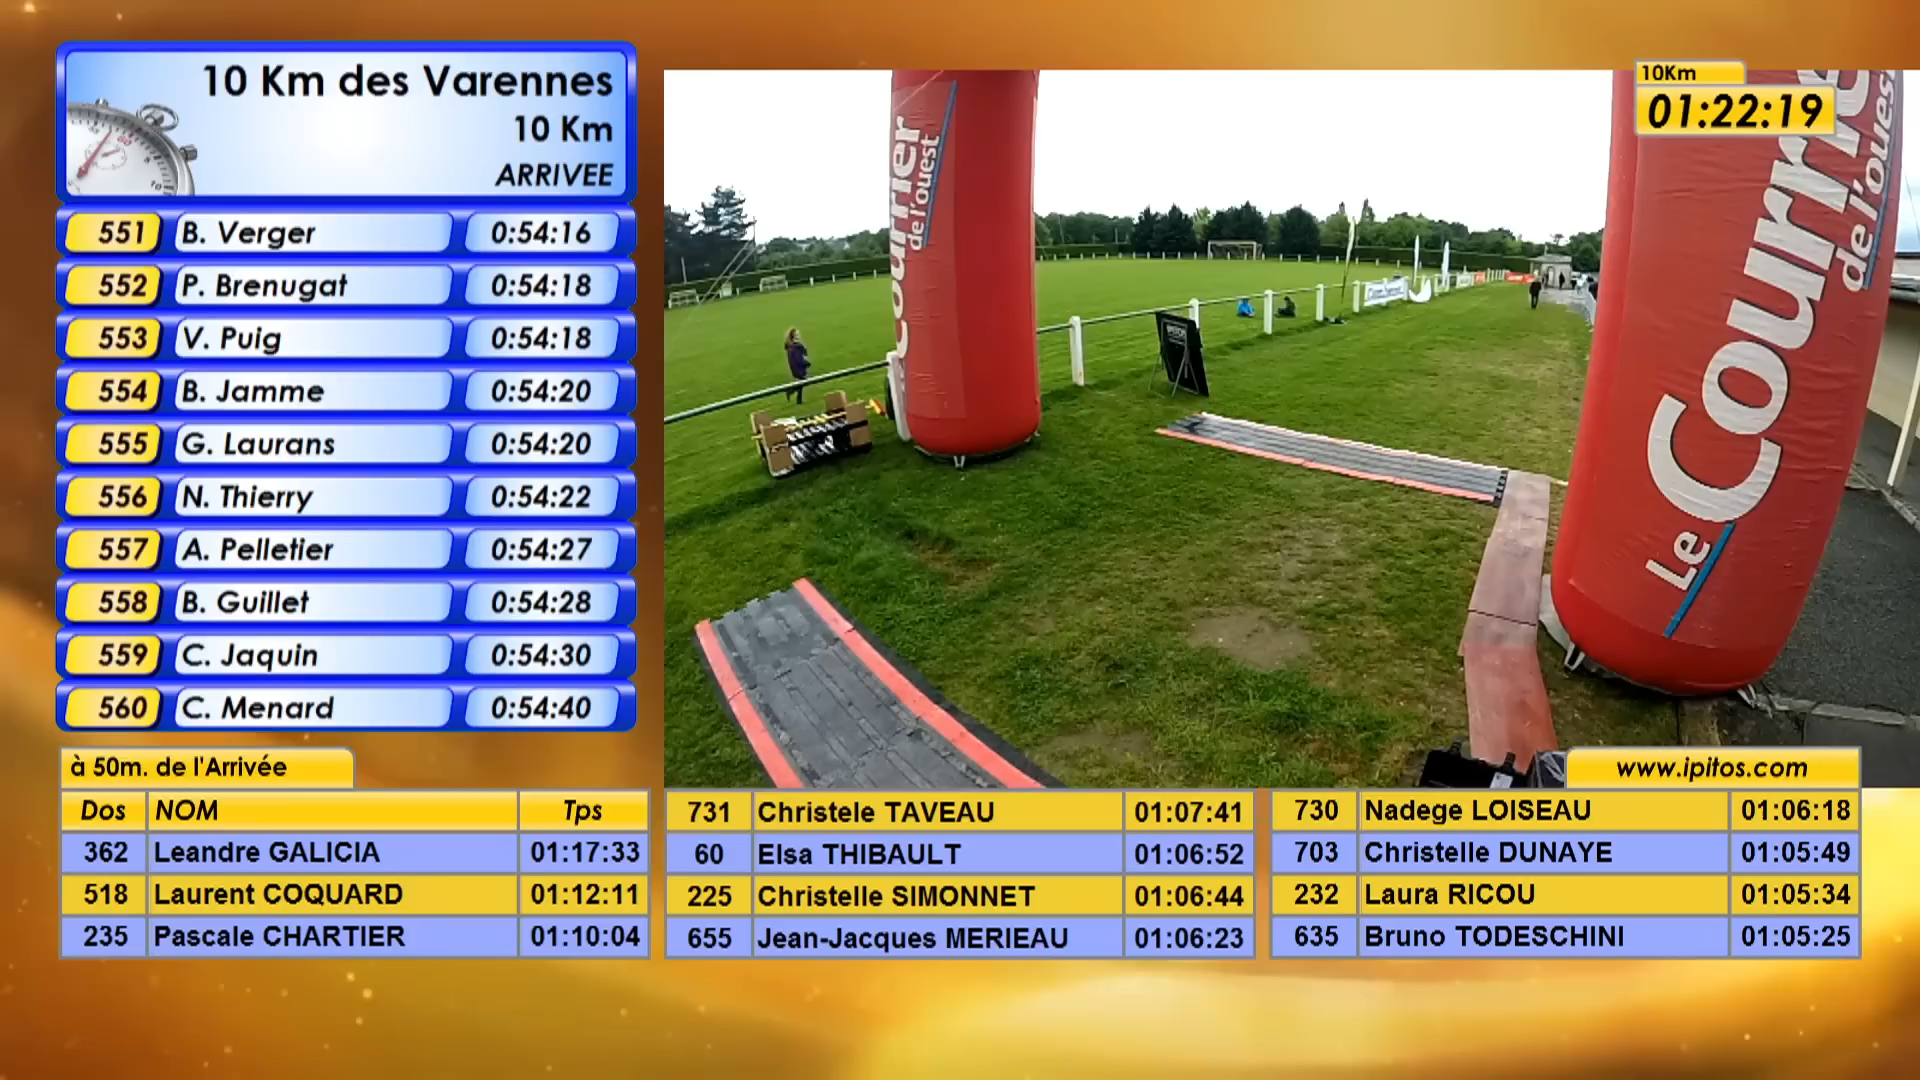 10 Km des Varennes
10 Km
ARRIVEE
551 B. Verger 0:54:16
552 P. Brenugat 0:54:18
553 V. Puig 0:54:18
554 B. Jamme 0:54:20
555 G. Laurans 0:54:20
556 N. Thierry 0:54:22
557 A. Pelletier 0:54:27
558 B. Guillet 0:54:28
559 C. Jaquin 0:54:30
560 C. Menard 0:54:40
10Km
01:22:19
Courrier
de l'ouest
Le Courrier
de l'ouest
à 50m. de l'Arrivée
www.ipitos.com
Dos NOM Tps
362 Leandre GALICIA 01:17:33
518 Laurent COQUARD 01:12:11
235 Pascale CHARTIER 01:10:04
731 Christele TAVEAU 01:07:41
60 Elsa THIBAULT 01:06:52
225 Christelle SIMONNET 01:06:44
655 Jean-Jacques MERIEAU 01:06:23
730 Nadege LOISEAU 01:06:18
703 Christelle DUNAYE 01:05:49
232 Laura RICOU 01:05:34
635 Bruno TODESCHINI 01:05:25